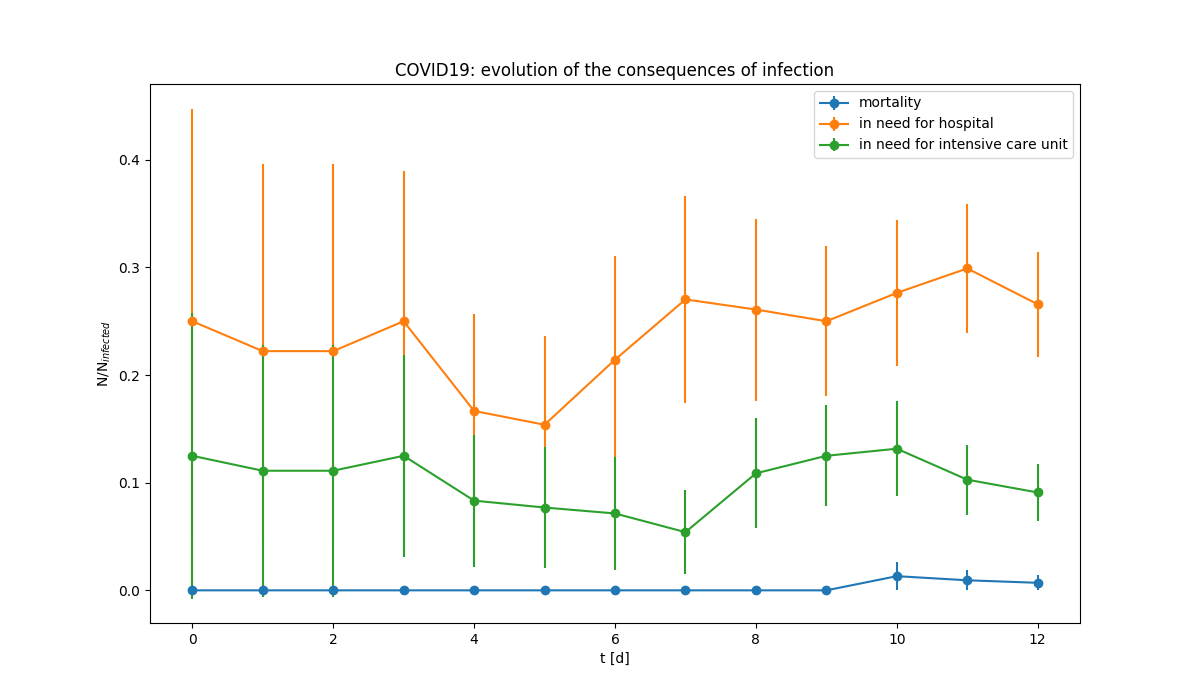 COVID19: evolution of the consequences of infection
mortality
in need for hospital
in need for intensive care unit
0.4
0.3
0.2
0.1
0.0
N/N_infected
0 2 4 6 8 10 12
t [d]